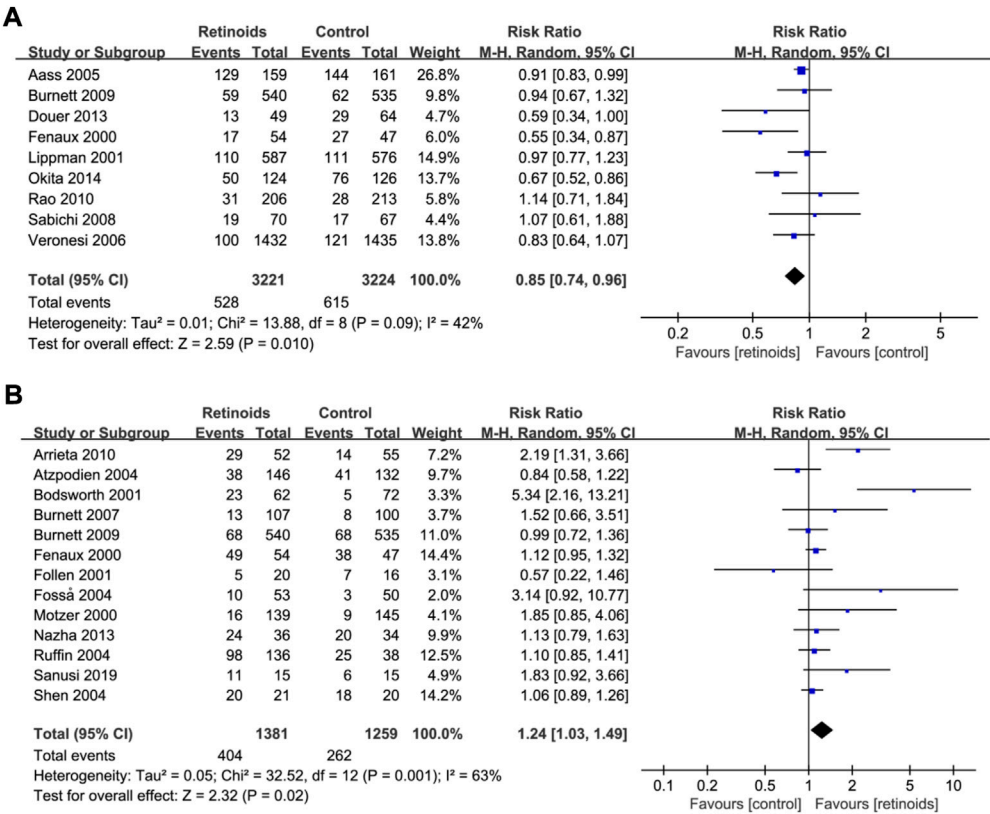 A
Retinoids Control Risk Ratio Risk Ratio
Study or Subgroup Events Total Events Total Weight M-H, Random, 95% CI M-H, Random, 95% CI
Aass 2005 129 159 144 161 26.8% 0.91 [0.83, 0.99]
Burnett 2009 59 540 62 535 9.8% 0.94 [0.67, 1.32]
Douer 2013 13 49 29 64 4.7% 0.59 [0.34, 1.00]
Fenaux 2000 17 54 27 47 6.0% 0.55 [0.34, 0.87]
Lippman 2001 110 587 111 576 14.9% 0.97 [0.77, 1.23]
Okita 2014 50 124 76 126 13.7% 0.67 [0.52, 0.86]
Rao 2010 31 206 28 213 5.8% 1.14 [0.71, 1.84]
Sabichi 2008 19 70 17 67 4.4% 1.07 [0.61, 1.88]
Veronesi 2006 100 1432 121 1435 13.8% 0.83 [0.64, 1.07]
Total (95% CI) 3221 3224 100.0% 0.85 [0.74, 0.96]
Total events 528 615
Heterogeneity: Tau² = 0.01; Chi² = 13.88, df = 8 (P = 0.09); I² = 42%
Test for overall effect: Z = 2.59 (P = 0.010)
0.2 0.5 1 2 5
Favours [retinoids] Favours [control]
B
Retinoids Control Risk Ratio Risk Ratio
Study or Subgroup Events Total Events Total Weight M-H, Random, 95% CI M-H, Random, 95% CI
Arrieta 2010 29 52 14 55 7.2% 2.19 [1.31, 3.66]
Atzpodien 2004 38 146 41 132 9.7% 0.84 [0.58, 1.22]
Bodsworth 2001 23 62 5 72 3.3% 5.34 [2.16, 13.21]
Burnett 2007 13 107 8 100 3.7% 1.52 [0.66, 3.51]
Burnett 2009 68 540 68 535 11.0% 0.99 [0.72, 1.36]
Fenaux 2000 49 54 38 47 14.4% 1.12 [0.95, 1.32]
Follen 2001 5 20 7 16 3.1% 0.57 [0.22, 1.46]
Fosså 2004 10 53 3 50 2.0% 3.14 [0.92, 10.77]
Motzer 2000 16 139 9 145 4.1% 1.85 [0.85, 4.06]
Nazha 2013 24 36 20 34 9.9% 1.13 [0.79, 1.63]
Ruffin 2004 98 136 25 38 12.5% 1.10 [0.85, 1.41]
Sanusi 2019 11 15 6 15 4.9% 1.83 [0.92, 3.66]
Shen 2004 20 21 18 20 14.2% 1.06 [0.89, 1.26]
Total (95% CI) 1381 1259 100.0% 1.24 [1.03, 1.49]
Total events 404 262
Heterogeneity: Tau² = 0.05; Chi² = 32.52, df = 12 (P = 0.001); I² = 63%
Test for overall effect: Z = 2.32 (P = 0.02)
0.1 0.2 0.5 1 2 5 10
Favours [control] Favours [retinoids]